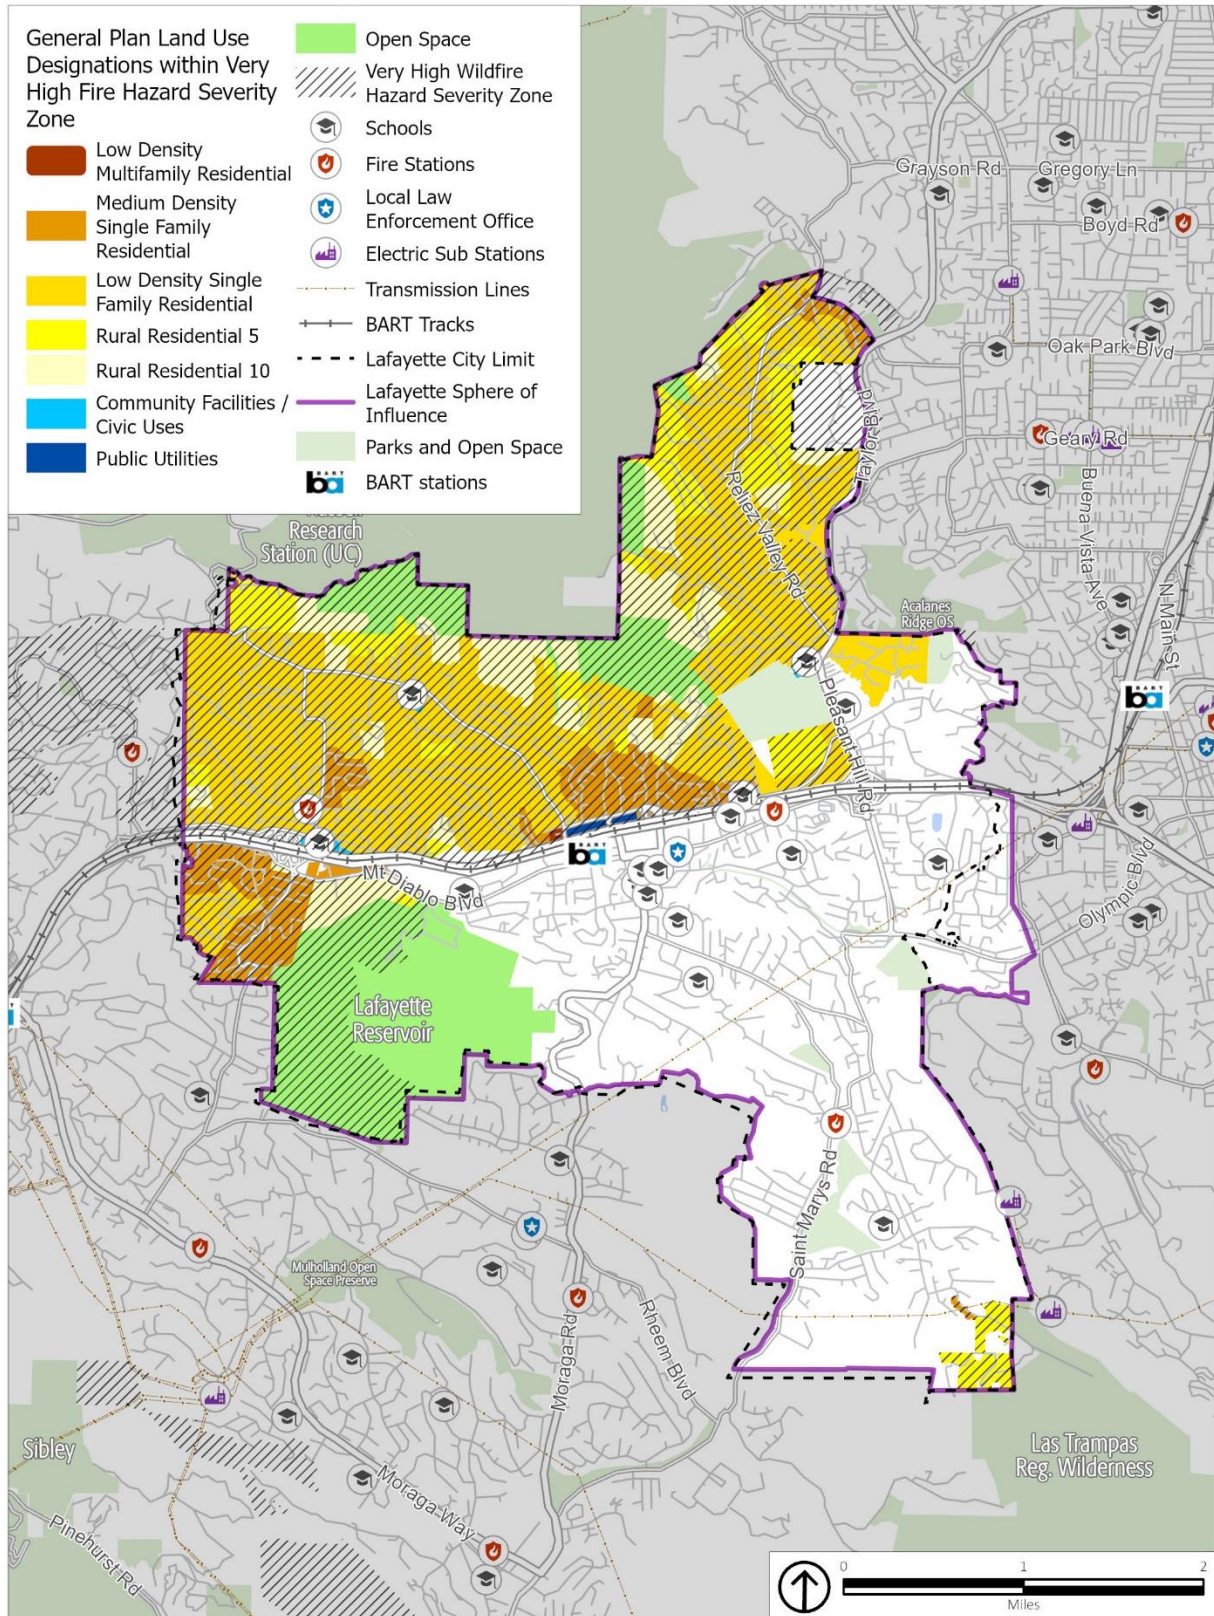 General Plan Land Use
Designations within Very
High Fire Hazard Severity
Zone
Low Density
Multifamily Residential
Medium Density
Single Family
Residential
Low Density Single
Family Residential
Rural Residential 5
Rural Residential 10
Community Facilities /
Civic Uses
Public Utilities
Open Space
Very High Wildfire
Hazard Severity Zone
Schools
Fire Stations
Local Law
Enforcement Office
Electric Sub Stations
Transmission Lines
BART Tracks
Lafayette City Limit
Lafayette Sphere of
Influence
Parks and Open Space
BART
ba
BART stations
Research
Station (UC)
Grayson Rd
Gregory Ln
Boyd Rd
Oak Park Blvd
Taylor Blvd
Geary Rd
Reliez Valley Rd
Buena Vista Ave
N Main St
Acalanes
Ridge OS
BART
ba
Pleasant Hill Rd
BART
ba
Mt Diablo Blvd
Olympic Blvd
Lafayette
Reservoir
Saint Marys Rd
Mulholland Open
Space Preserve
Moraga Rd
Rheem Blvd
Sibley
Las Trampas
Reg. Wilderness
Moraga Way
Pinehurst Rd
0 1 2
Miles